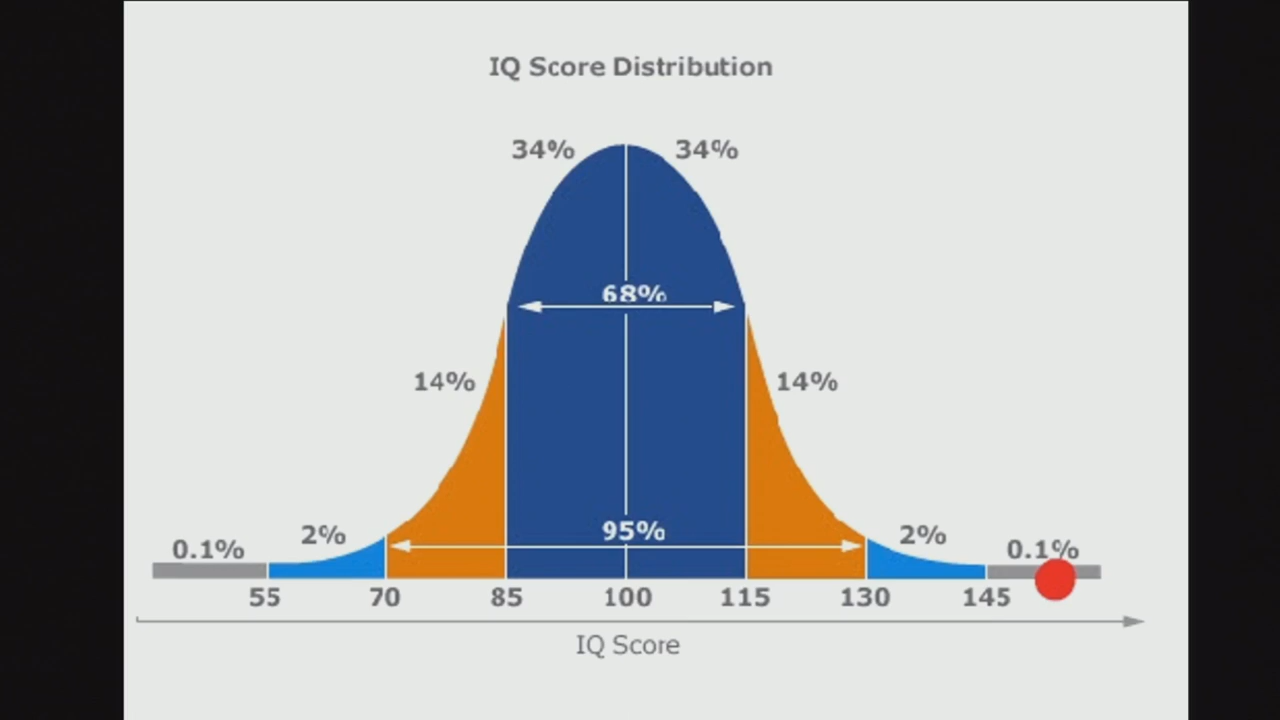 IQ Score Distribution
34% 34%
68%
14% 14%
95%
2% 2%
0.1% 0.1%
55 70 85 100 115 130 145
IQ Score